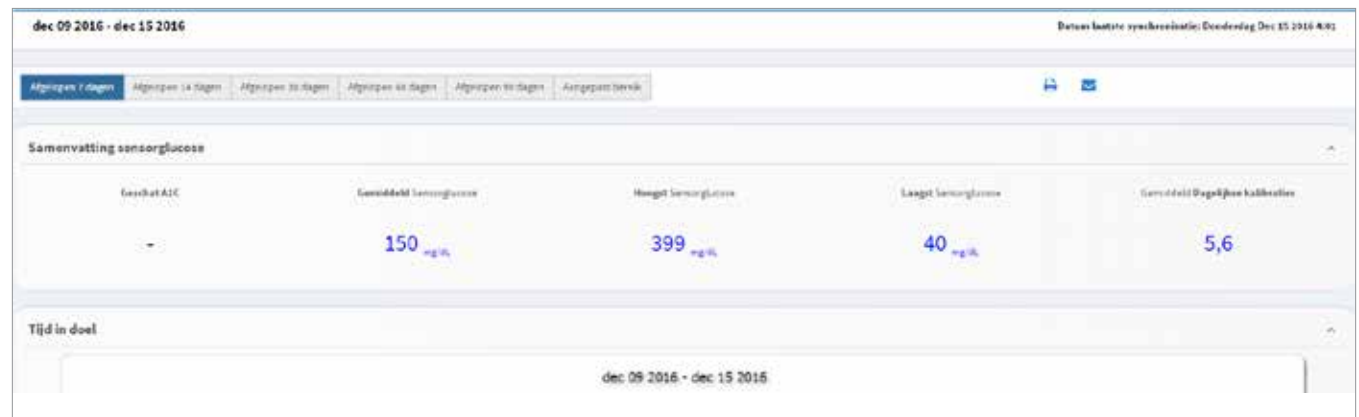 dec 09 2016 - dec 15 2016
Datum laatste synchronisatie: Donderdag Dec 15 2016 4:01
Afgelopen 7 dagen Afgelopen 14 dagen Afgelopen 30 dagen Afgelopen 60 dagen Afgelopen 90 dagen Aangepast bereik
Samenvatting sensorglucose
Geschat A1C Gemiddeld Sensorglucose Hoogst Sensorglucose Laagst Sensorglucose Gemiddeld Dagelijkse kalibraties
- 150 mg/dL 399 mg/dL 40 mg/dL 5,6
Tijd in doel
dec 09 2016 - dec 15 2016